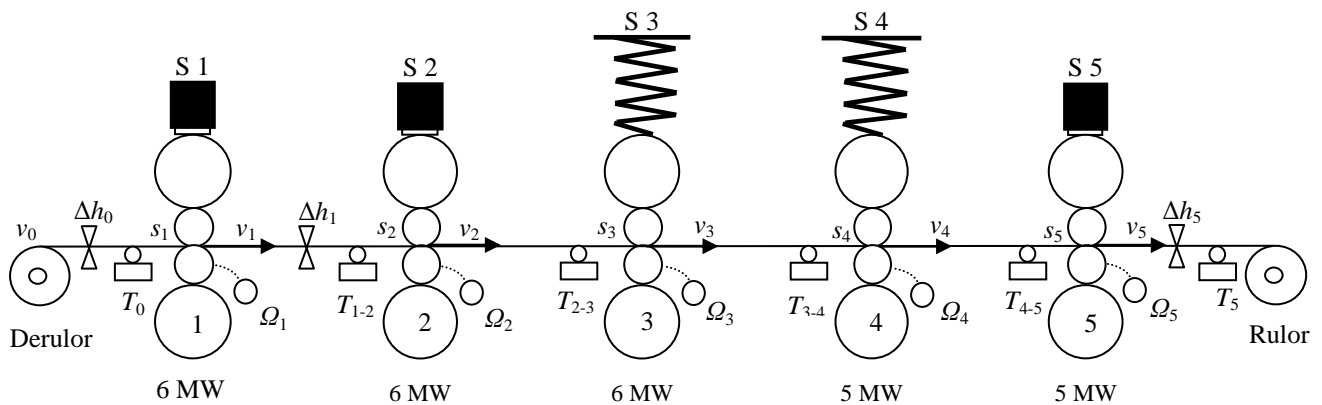 S 3 S 4
S 1 S 2 S 5
Δh₀ Δh₁ Δh₅
v₀ s₁ v₁ s₂ v₂ s₃ v₃ s₄ v₄ s₅ v₅
T₀ Ω₁ T₁₋₂ Ω₂ T₂₋₃ Ω₃ T₃₋₄ Ω₄ T₄₋₅ Ω₅ T₅
Derulor 1 2 3 4 5 Rulor
6 MW 6 MW 6 MW 5 MW 5 MW